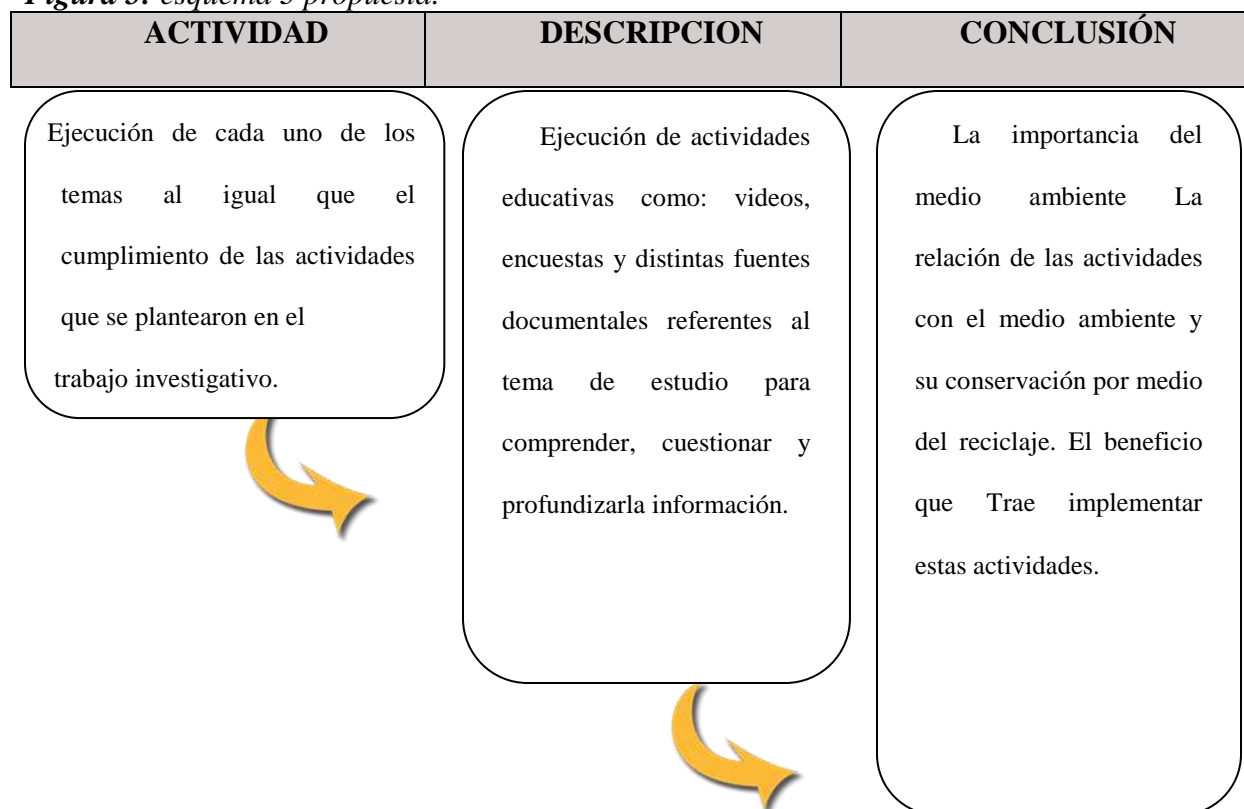 Figura 3: esquema 3 propuesta.
ACTIVIDAD
DESCRIPCION
CONCLUSIÓN
Ejecución de cada uno de los
temas al igual que el
cumplimiento de las actividades
que se plantearon en el
trabajo investigativo.
Ejecución de actividades
educativas como: videos,
encuestas y distintas fuentes
documentales referentes al
tema de estudio para
comprender, cuestionar y
profundizarla información.
La importancia del
medio ambiente La
relación de las actividades
con el medio ambiente y
su conservación por medio
del reciclaje. El beneficio
que Trae implementar
estas actividades.